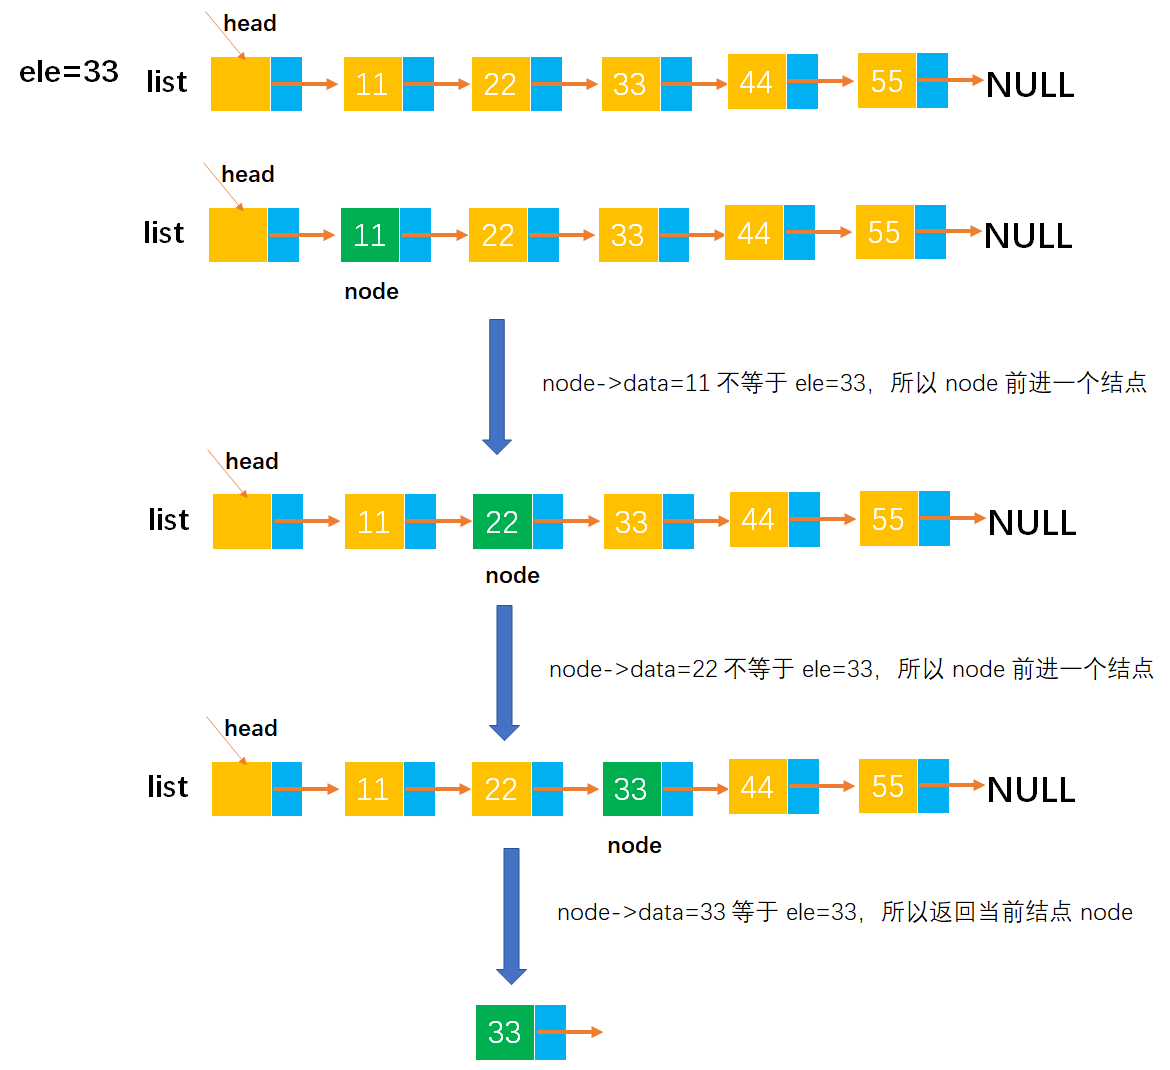 head
ele=33 list 11 22 33 44 55 NULL
head
list 11 22 33 44 55 NULL
node
node->data=11 不等于 ele=33，所以 node 前进一个结点
head
list 11 22 33 44 55 NULL
node
node->data=22 不等于 ele=33，所以 node 前进一个结点
head
list 11 22 33 44 55 NULL
node
node->data=33 等于 ele=33，所以返回当前结点 node
33